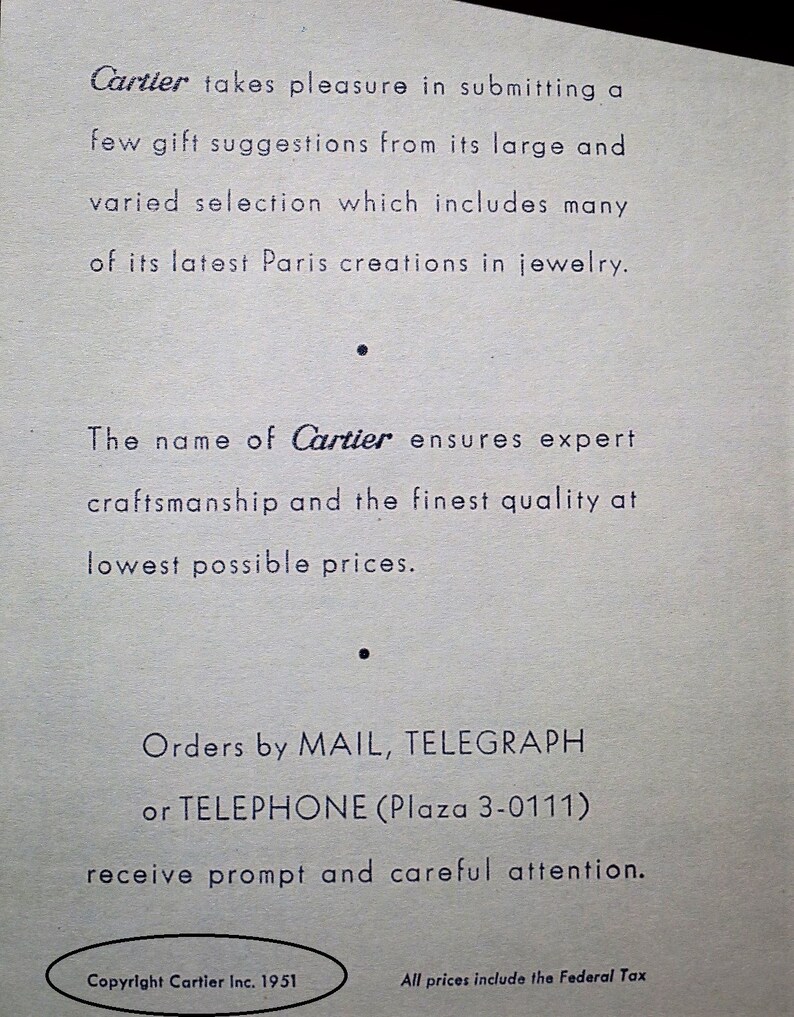 Cartier takes pleasure in submitting a
few gift suggestions from its large and
varied selection which includes many
of its latest Paris creations in jewelry.
•
The name of Cartier ensures expert
craftsmanship and the finest quality at
lowest possible prices.
•
Orders by MAIL, TELEGRAPH
or TELEPHONE (Plaza 3-0111)
receive prompt and careful attention.
Copyright Cartier Inc. 1951 All prices include the Federal Tax